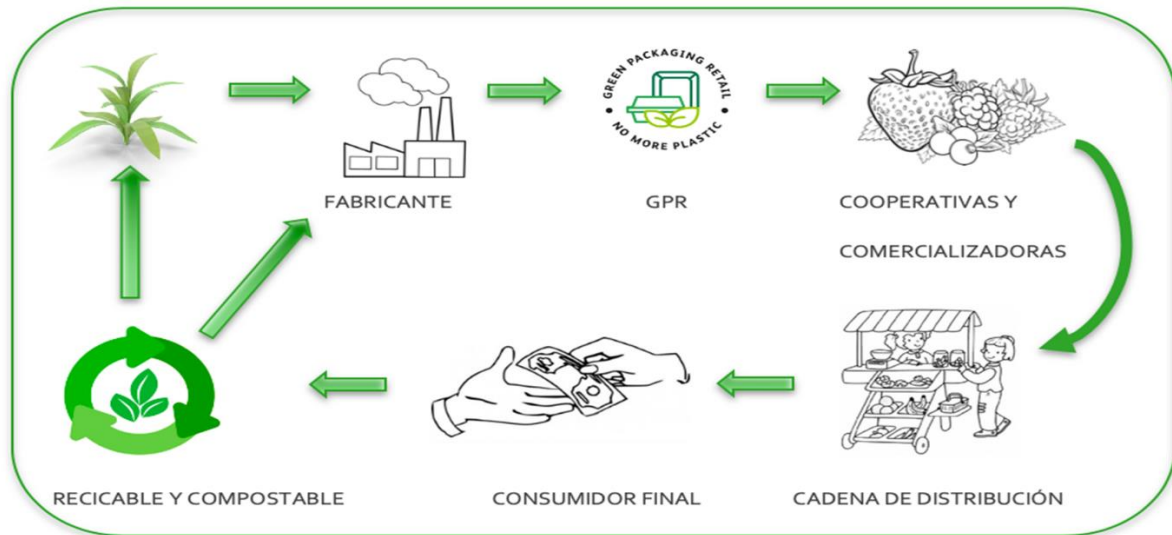 GREEN PACKAGING RETAIL
NO MORE PLASTIC
FABRICANTE
GPR
COOPERATIVAS Y
COMERCIALIZADORAS
RECICABLE Y COMPOSTABLE
CONSUMIDOR FINAL
CADENA DE DISTRIBUCIÓN